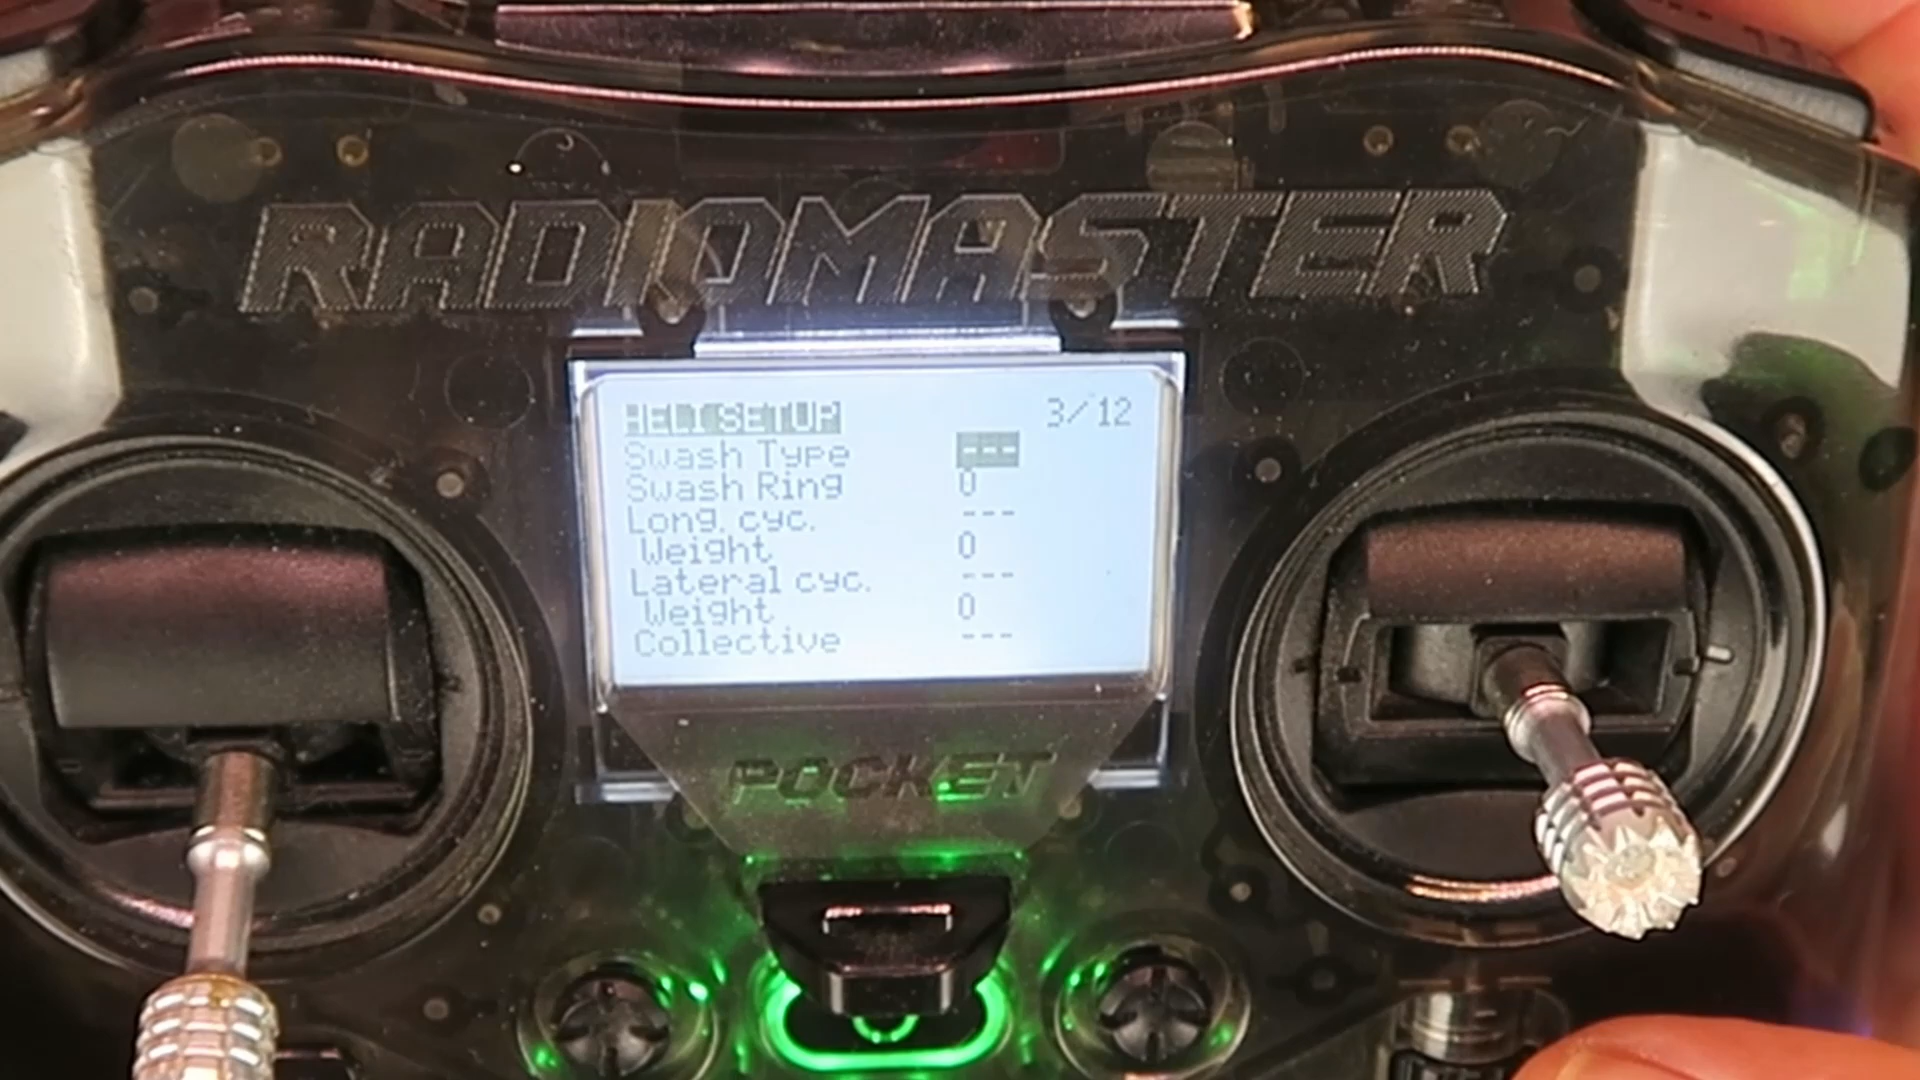 RADIOMASTER
HELI SETUP 3/12
Swash Type ---
Swash Ring 0
Long. cyc. ---
Weight 0
Lateral cyc. ---
Weight 0
Collective ---
POCKET